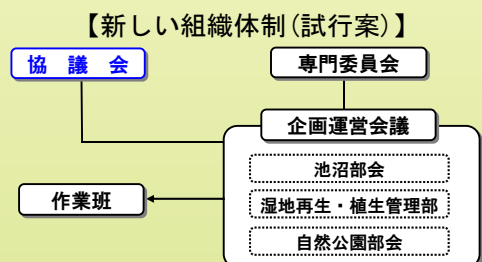 【新しい組織体制(試行案)】
協 議 会
専門委員会
企画運営会議
池沼部会
作業班
湿地再生・植生管理部
自然公園部会